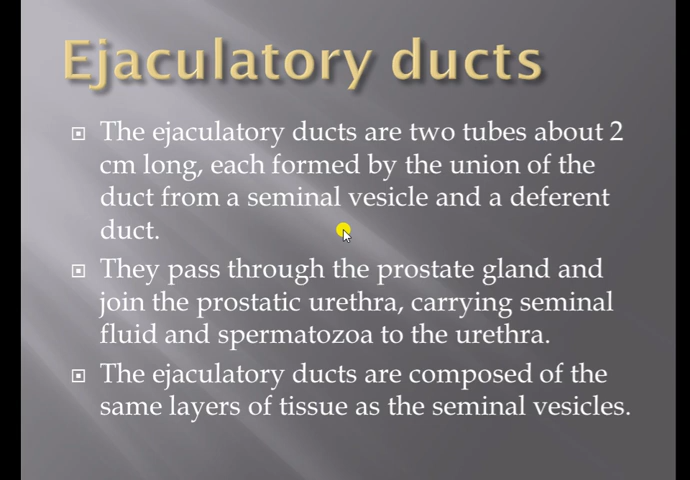 Ejaculatory ducts
The ejaculatory ducts are two tubes about 2
cm long, each formed by the union of the
duct from a seminal vesicle and a deferent
duct.
They pass through the prostate gland and
join the prostatic urethra, carrying seminal
fluid and spermatozoa to the urethra.
The ejaculatory ducts are composed of the
same layers of tissue as the seminal vesicles.